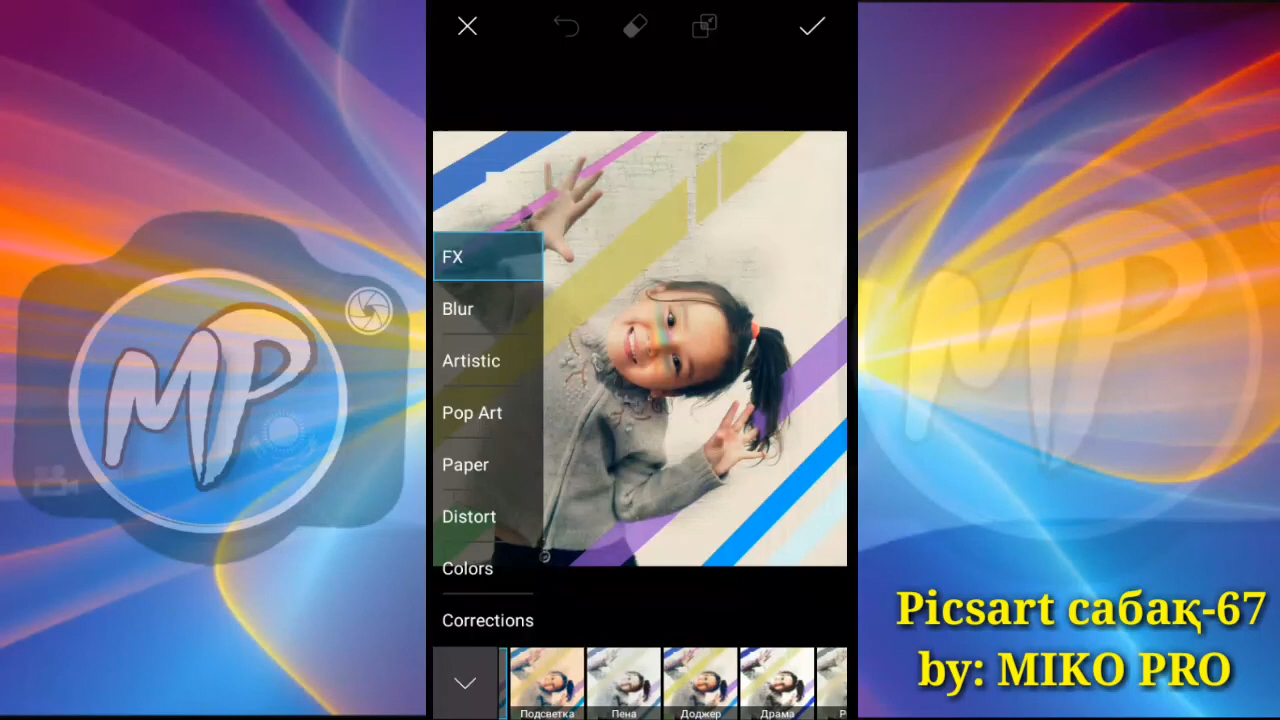 MP
FX
Blur
Artistic
Pop Art
Paper
Distort
Colors
Corrections
Подсветка
Пена
Доджер
Драма
MP
Picsart сабақ-67
by: MIKO PRO